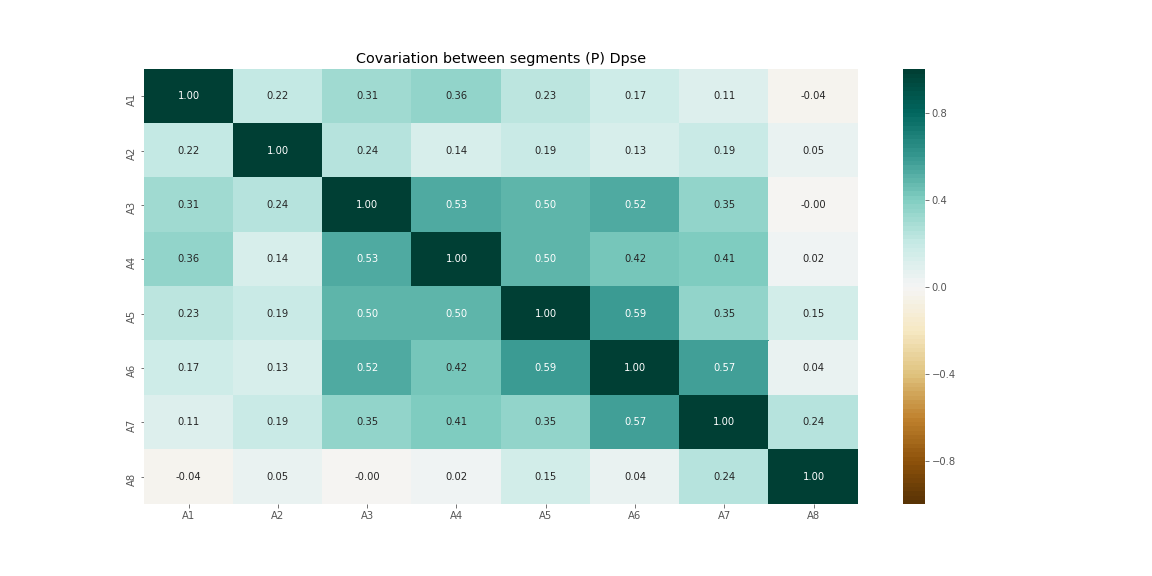 Covariation between segments (P) Dpse
A1 1.00 0.22 0.31 0.36 0.23 0.17 0.11 -0.04
A2 0.22 1.00 0.24 0.14 0.19 0.13 0.19 0.05
A3 0.31 0.24 1.00 0.53 0.50 0.52 0.35 -0.00
A4 0.36 0.14 0.53 1.00 0.50 0.42 0.41 0.02
A5 0.23 0.19 0.50 0.50 1.00 0.59 0.35 0.15
A6 0.17 0.13 0.52 0.42 0.59 1.00 0.57 0.04
A7 0.11 0.19 0.35 0.41 0.35 0.57 1.00 0.24
A8 -0.04 0.05 -0.00 0.02 0.15 0.04 0.24 1.00
A1 A2 A3 A4 A5 A6 A7 A8
0.8
0.4
0.0
−0.4
−0.8